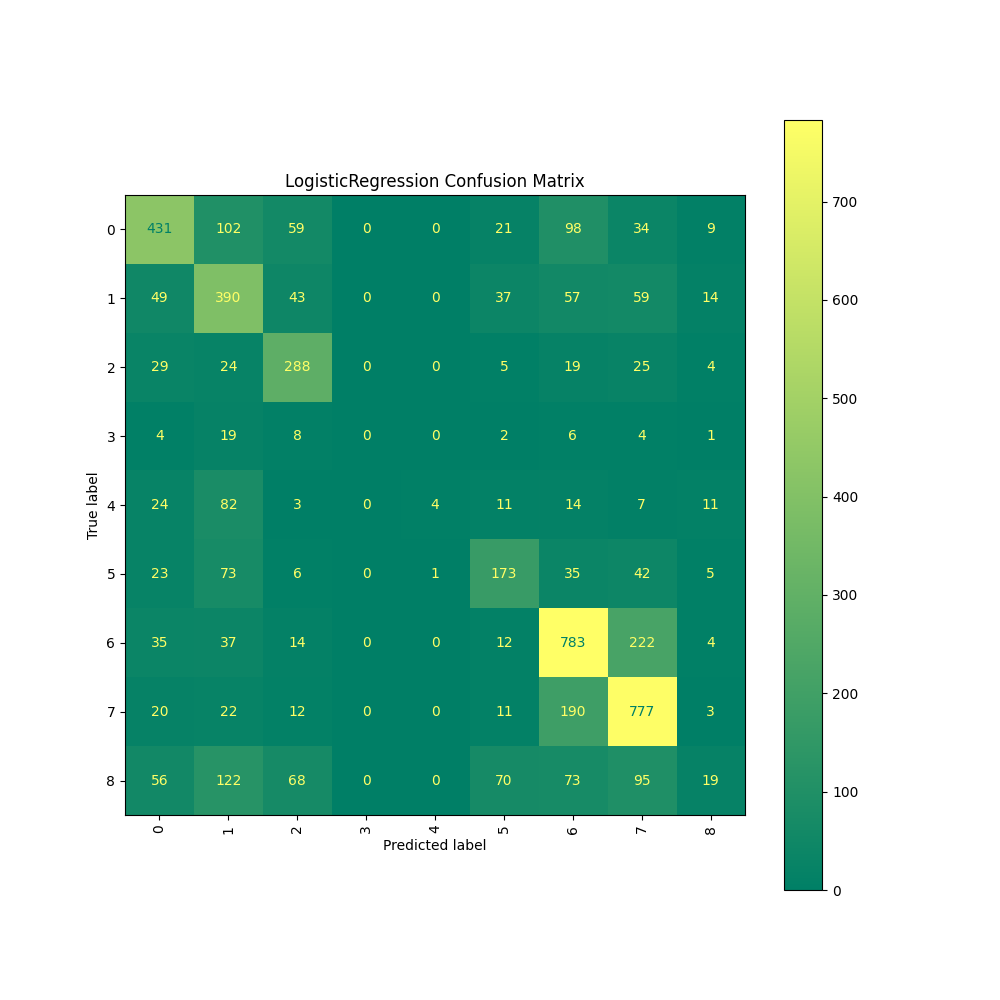 LogisticRegression Confusion Matrix
True label
0 431 102 59 0 0 21 98 34 9
1 49 390 43 0 0 37 57 59 14
2 29 24 288 0 0 5 19 25 4
3 4 19 8 0 0 2 6 4 1
4 24 82 3 0 4 11 14 7 11
5 23 73 6 0 1 173 35 42 5
6 35 37 14 0 0 12 783 222 4
7 20 22 12 0 0 11 190 777 3
8 56 122 68 0 0 70 73 95 19
0 1 2 3 4 5 6 7 8
Predicted label
700
600
500
400
300
200
100
0